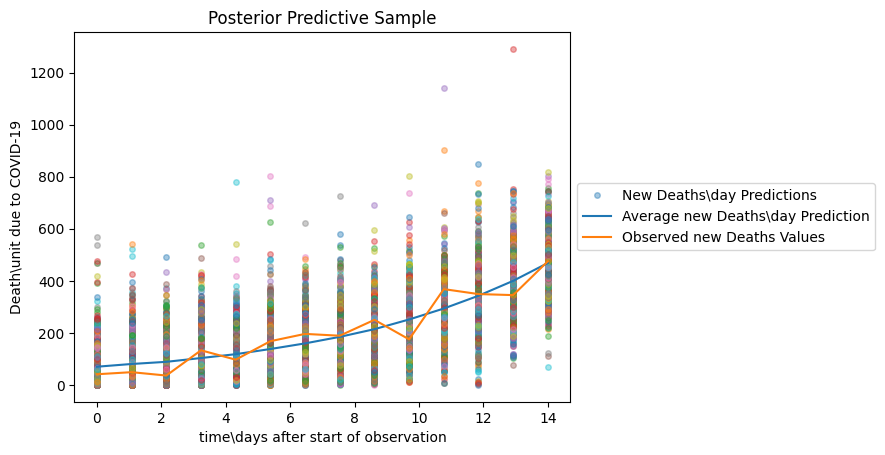 Posterior Predictive Sample
Death\unit due to COVID-19
1200
1000
800
600
400
200
0
0 2 4 6 8 10 12 14
time\days after start of observation
New Deaths\day Predictions
Average new Deaths\day Prediction
Observed new Deaths Values